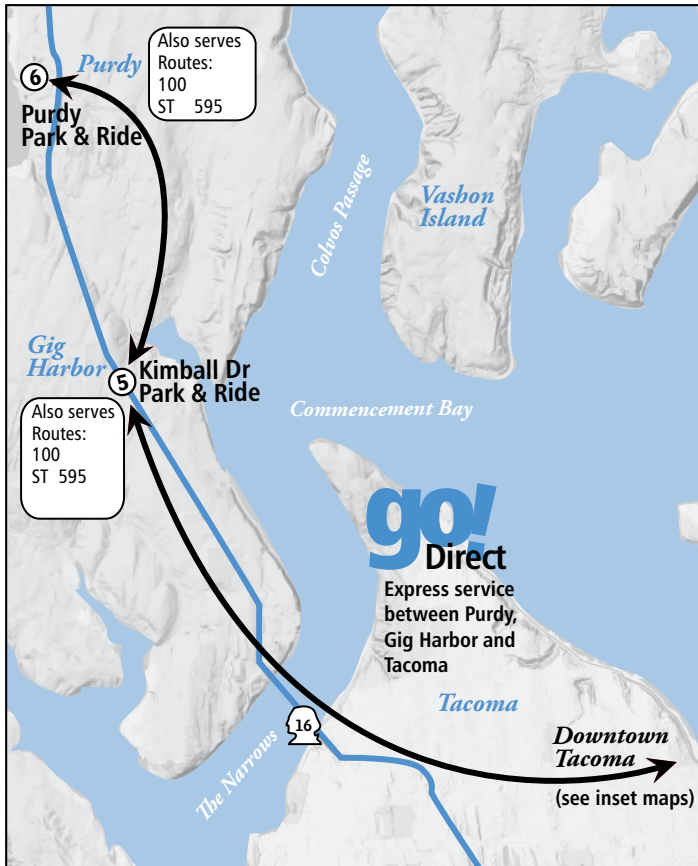 6
Purdy
Also serves
Routes:
100
ST 595
Purdy
Park & Ride
Colvos Passage
Vashon
Island
Gig
Harbor
5
Kimball Dr
Park & Ride
Also serves
Routes:
100
ST 595
Commencement Bay
go!
Direct
Express service
between Purdy,
Gig Harbor and
Tacoma
Tacoma
16
The Narrows
Downtown
Tacoma
(see inset maps)